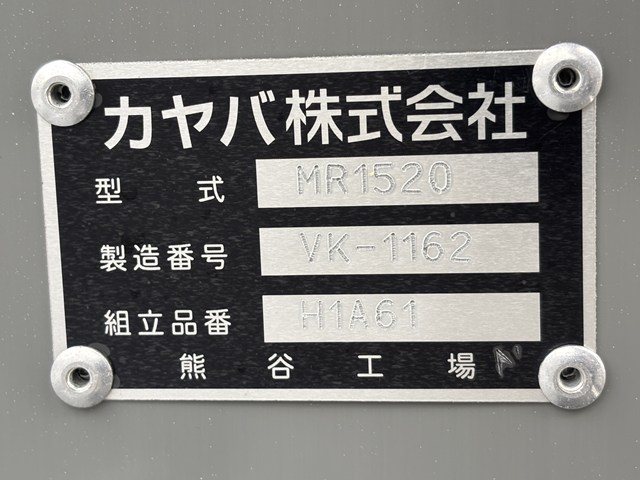 カヤバ株式会社
型式 MR1520
製造番号 VK-1162
組立品番 H1A61
熊谷工場